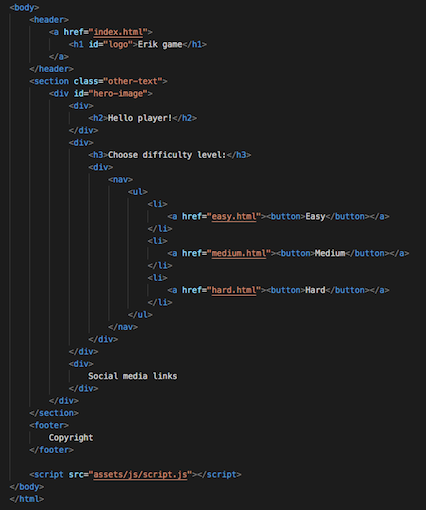 <body>
    <header>
        <a href="index.html">
            <h1 id="logo">Erik game</h1>
        </a>
    </header>
    <section class="other-text">
        <div id="hero-image">
            <div>
                <h2>Hello player!</h2>
            </div>
            <div>
                <h3>Choose difficulty level:</h3>
                <div>
                    <nav>
                        <ul>
                            <li>
                                <a href="easy.html"><button>Easy</button></a>
                            </li>
                            <li>
                                <a href="medium.html"><button>Medium</button></a>
                            </li>
                            <li>
                                <a href="hard.html"><button>Hard</button></a>
                            </li>
                        </ul>
                    </nav>
                </div>
            </div>
            <div>
                Social media links
            </div>
        </div>
    </section>
    <footer>
        Copyright
    </footer>

    <script src="assets/js/script.js"></script>
</body>
</html>